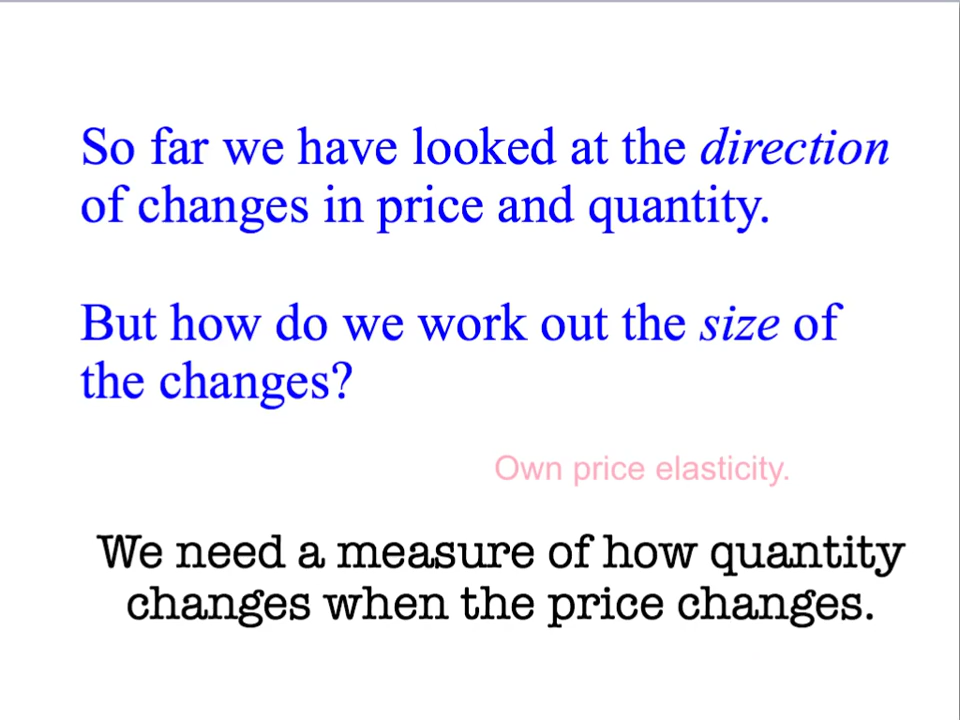 So far we have looked at the direction
of changes in price and quantity.
But how do we work out the size of
the changes?
Own price elasticity.
We need a measure of how quantity
changes when the price changes.